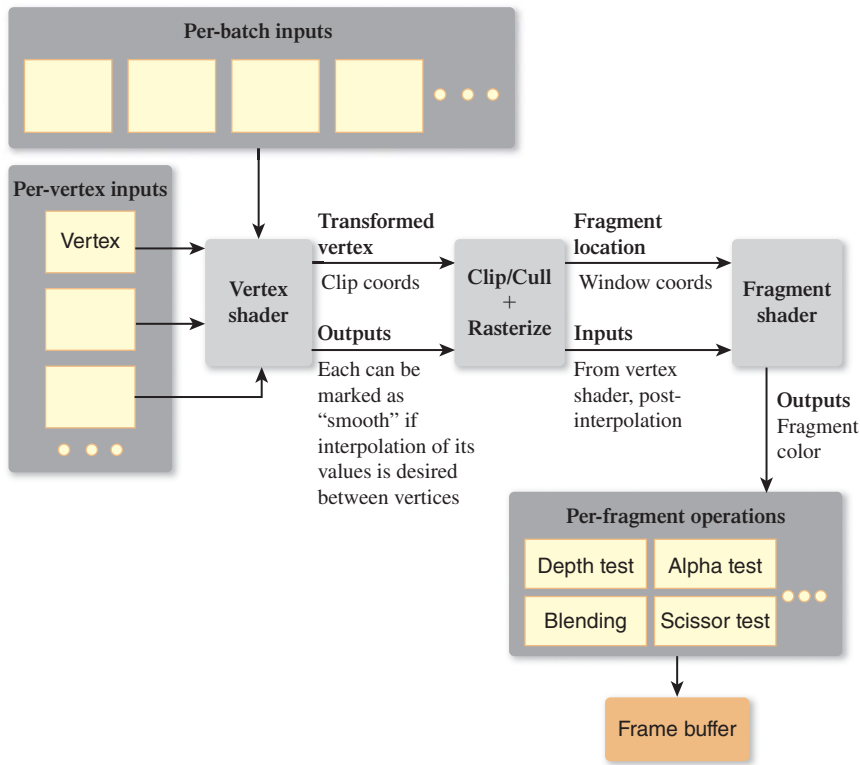 Per-batch inputs
Per-vertex inputs
Vertex
Vertex
shader
Transformed
vertex
Clip coords
Outputs
Each can be
marked as
“smooth” if
interpolation of its
values is desired
between vertices
Clip/Cull
+
Rasterize
Fragment
location
Window coords
Inputs
From vertex
shader, post-
interpolation
Fragment
shader
Outputs
Fragment
color
Per-fragment operations
Depth test
Alpha test
Blending
Scissor test
Frame buffer